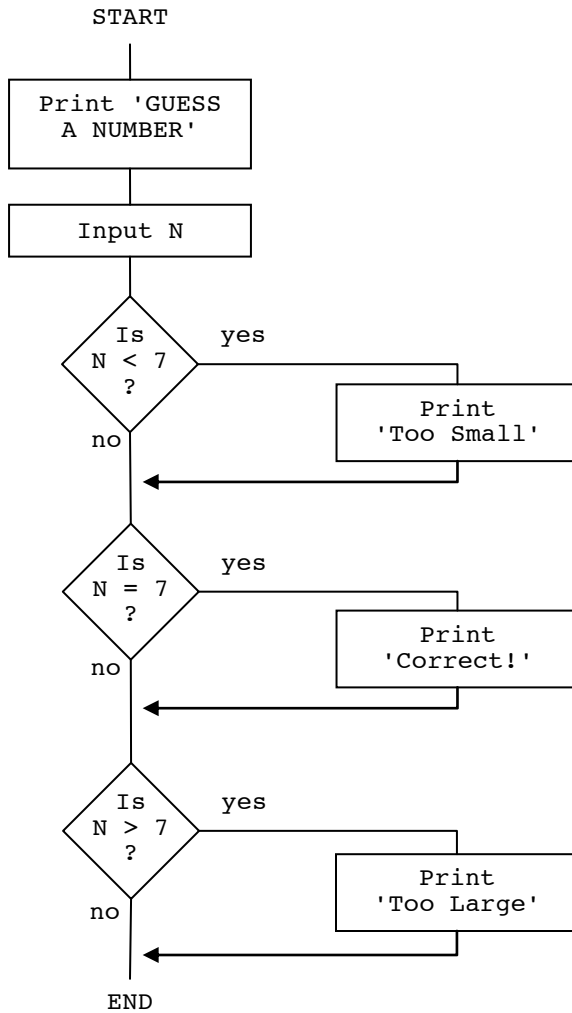 START
Print 'GUESS
A NUMBER'
Input N
Is
N < 7
?
yes
Print
'Too Small'
no
Is
N = 7
?
yes
Print
'Correct!'
no
Is
N > 7
?
yes
Print
'Too Large'
no
END